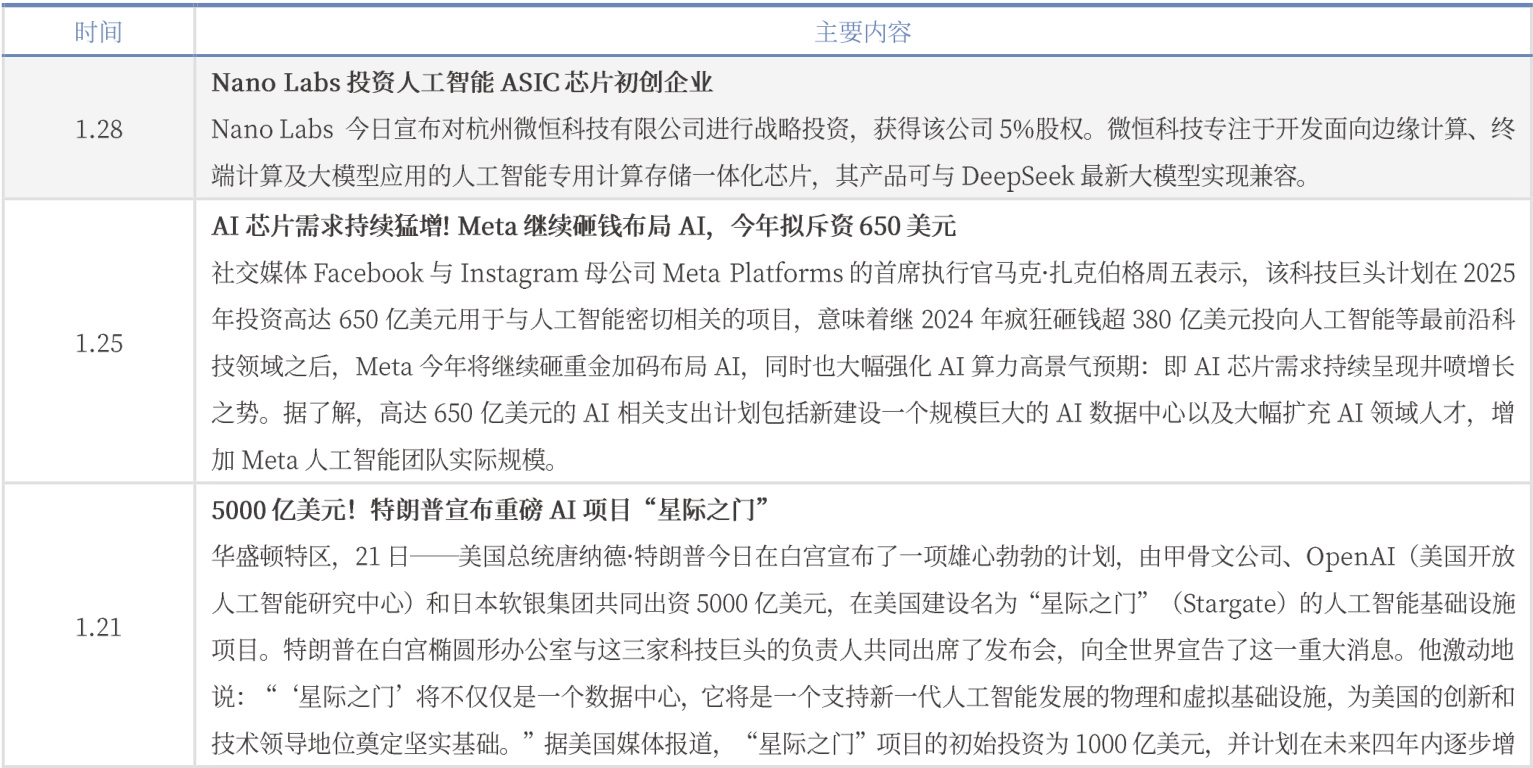 时间
主要内容
1.28
Nano Labs 投资人工智能 ASIC 芯片初创企业
Nano Labs 今日宣布对杭州微恒科技有限公司进行战略投资，获得该公司 5%股权。微恒科技专注于开发面向边缘计算、终
端计算及大模型应用的人工智能专用计算存储一体化芯片，其产品可与 DeepSeek 最新大模型实现兼容。
1.25
AI 芯片需求持续猛增! Meta 继续砸钱布局 AI，今年拟斥资 650 美元
社交媒体 Facebook 与 Instagram 母公司 Meta Platforms 的首席执行官马克·扎克伯格周五表示，该科技巨头计划在 2025
年投资高达 650 亿美元用于与人工智能密切相关的项目，意味着继 2024 年疯狂砸钱超 380 亿美元投向人工智能等最前沿科
技领域之后，Meta 今年将继续砸重金加码布局 AI，同时也大幅强化 AI 算力高景气预期：即 AI 芯片需求持续呈现井喷增长
之势。据了解，高达 650 亿美元的 AI 相关支出计划包括新建设一个规模巨大的 AI 数据中心以及大幅扩充 AI 领域人才，增
加 Meta 人工智能团队实际规模。
1.21
5000 亿美元！特朗普宣布重磅 AI 项目“星际之门”
华盛顿特区，21 日——美国总统唐纳德·特朗普今日在白宫宣布了一项雄心勃勃的计划，由甲骨文公司、OpenAI（美国开放
人工智能研究中心）和日本软银集团共同出资 5000 亿美元，在美国建设名为“星际之门”（Stargate）的人工智能基础设施
项目。特朗普在白宫椭圆形办公室与这三家科技巨头的负责人共同出席了发布会，向全世界宣告了这一重大消息。他激动地
说：“‘星际之门’将不仅仅是一个数据中心，它将是一个支持新一代人工智能发展的物理和虚拟基础设施，为美国的创新和
技术领导地位奠定坚实基础。”据美国媒体报道，“星际之门”项目的初始投资为 1000 亿美元，并计划在未来四年内逐步增